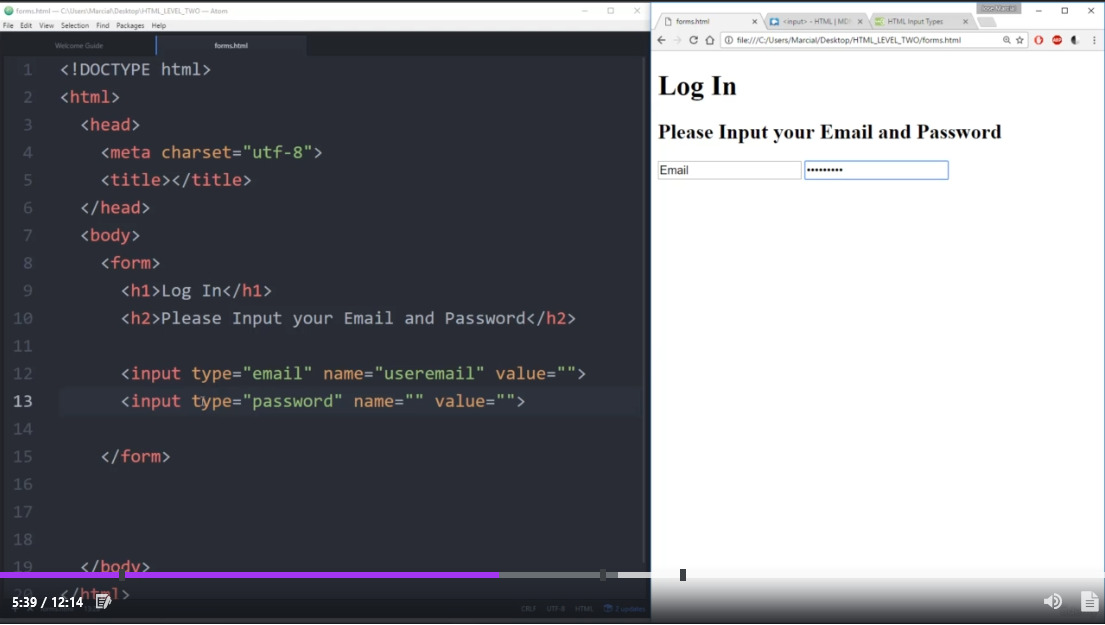 forms.html — C:\Users\Marcial\Desktop\HTML_LEVEL_TWO — Atom
File Edit View Selection Find Packages Help
Welcome Guide forms.html
1 <!DOCTYPE html>
2 <html>
3 <head>
4 <meta charset="utf-8">
5 <title></title>
6 </head>
7 <body>
8 <form>
9 <h1>Log In</h1>
10 <h2>Please Input your Email and Password</h2>
11
12 <input type="email" name="useremail" value="">
13 <input type="password" name="" value="">
14
15 </form>
16
17
18
19 </body>
20 </html>
CRLF UTF-8 HTML 2 updates
5:39 / 12:14
Jose Marcial
forms.html <input> - HTML | MDN HTML Input Types
file:///C:/Users/Marcial/Desktop/HTML_LEVEL_TWO/forms.html
ABP
Log In
Please Input your Email and Password
Email •••••••••